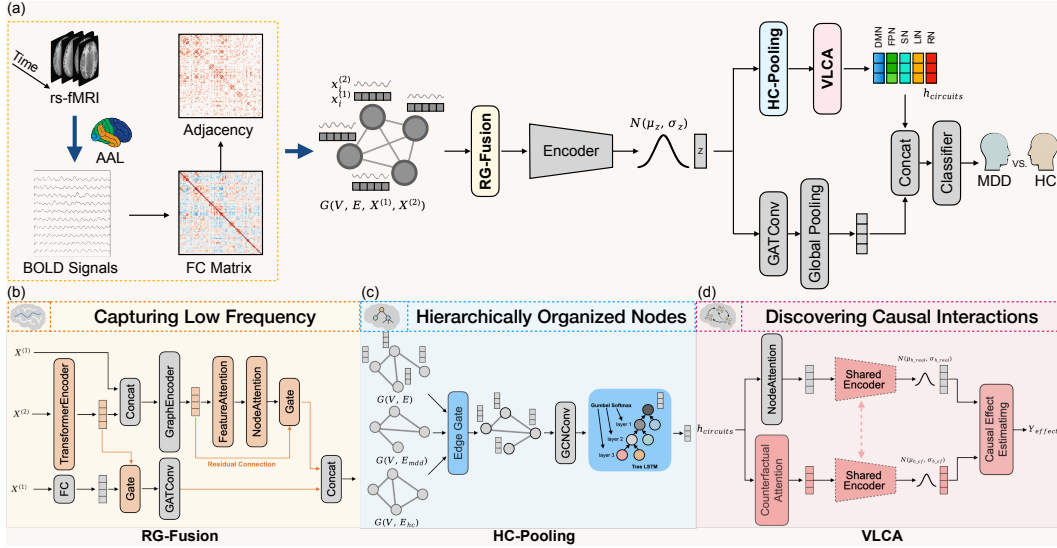 (a)
Time
rs-fMRI
AAL
BOLD Signals
Adjacency
FC Matrix
x_i^(2)
x_i^(1)
G(V, E, X^(1), X^(2))
RG-Fusion
Encoder
N(μ_z, σ_z)
z
HC-Pooling
VLCA
DMN
FPN
SN
LIN
RN
h_circuits
GATConv
Global Pooling
Concat
Classifier
MDD
VS.
HC
(b)
Capturing Low Frequency
X^(1)
X^(2)
X^(1)
TransformerEncoder
FC
Concat
Gate
GraphEncoder
GATConv
FeatureAttention
NodeAttention
Gate
Residual Connection
Concat
RG-Fusion
(c)
Hierarchically Organized Nodes
G(V, E)
G(V, E_mdd)
G(V, E_hc)
Edge Gate
GCNConv
Gumbel Softmax
layer 1
layer 2
layer 3
Tree LSTM
HC-Pooling
(d)
Discovering Causal Interactions
h_circuits
NodeAttention
Counterfactual
Attention
Shared
Encoder
N(μ_h_real, σ_h_real)
Shared
Encoder
N(μ_h_cf, σ_h_cf)
Causal Effect
Estimatimg
Y_effect
VLCA